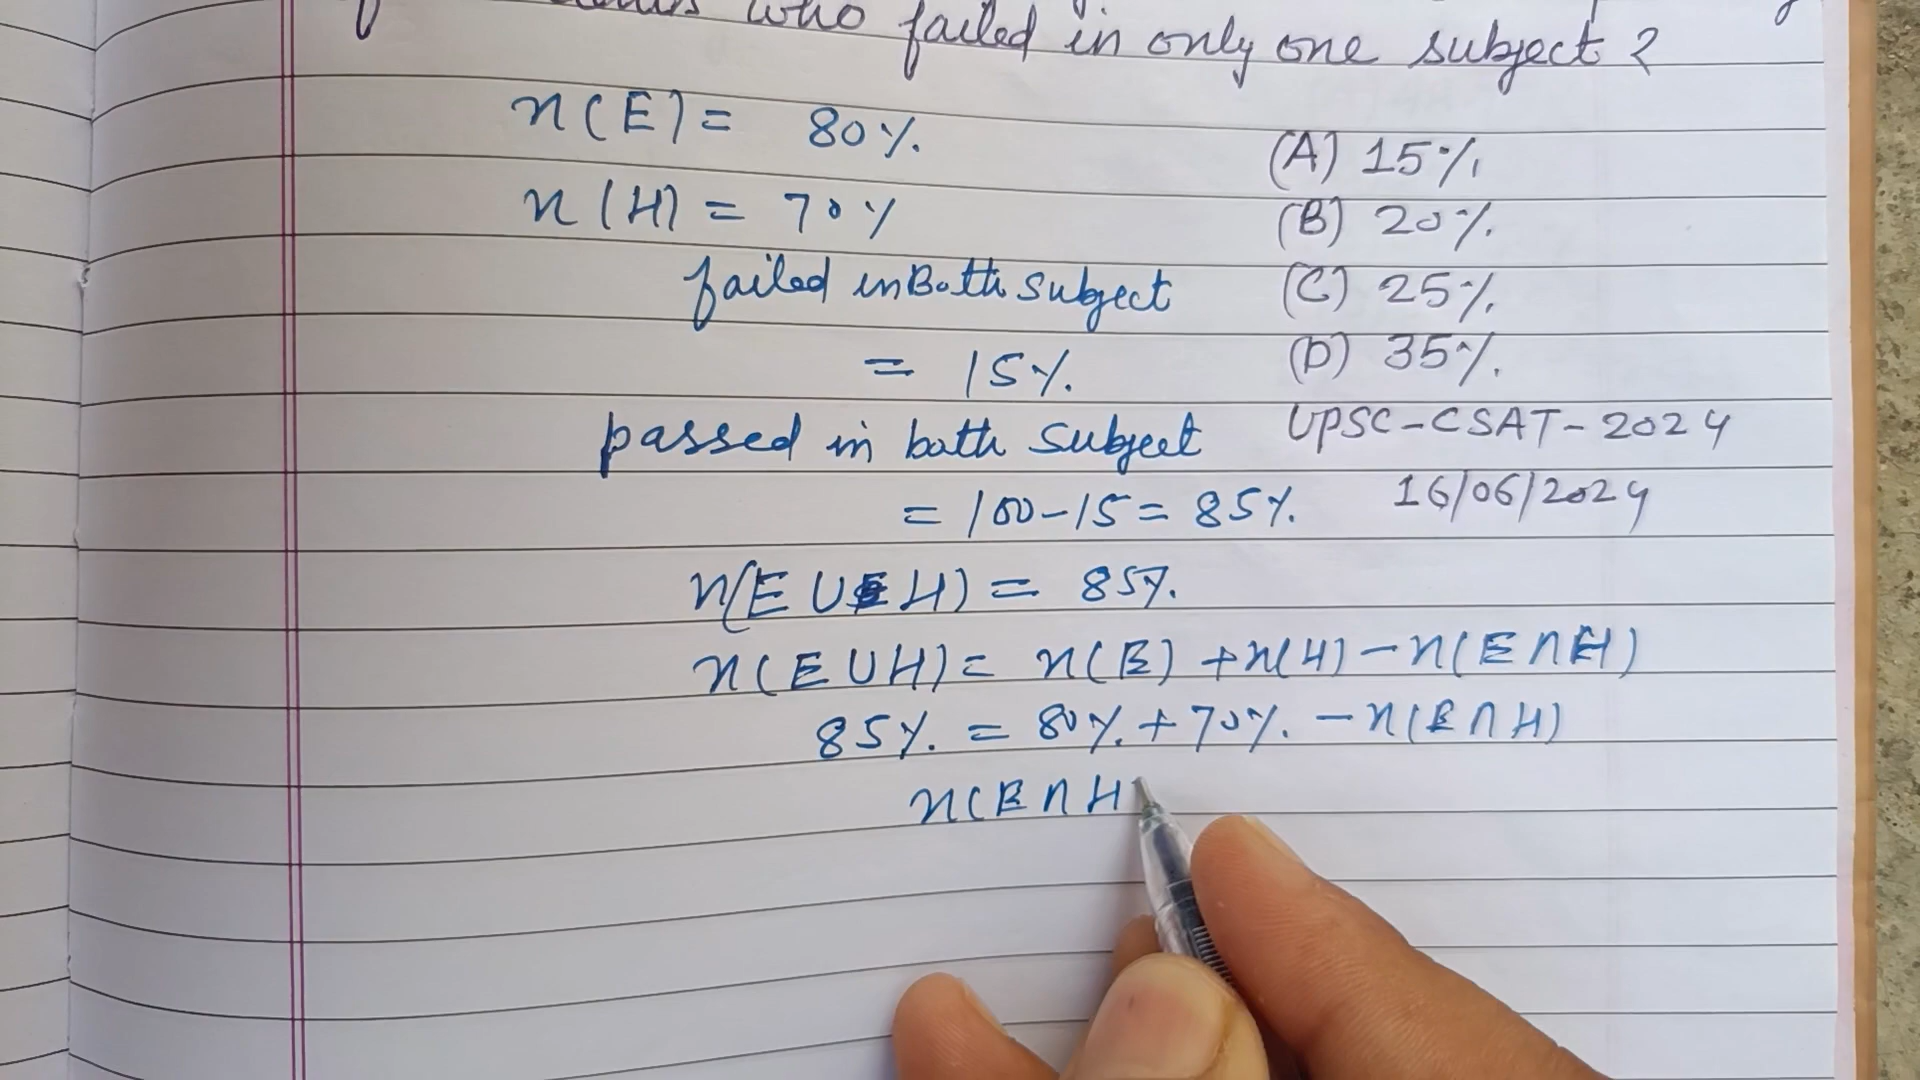 who failed in only one subject ?
n(E) = 80%.
n(H) = 70%
failed in Both Subject
= 15%.
passed in both Subject
= 100-15 = 85%.
n(E U H) = 85%.
n(E U H) = n(E) + n(H) - n(E ∩ H)
85%. = 80%. + 70%. - n(E ∩ H)
n(E ∩ H
(A) 15%.
(B) 20%.
(C) 25%.
(D) 35%.
UPSC-CSAT-2024
16/06/2024